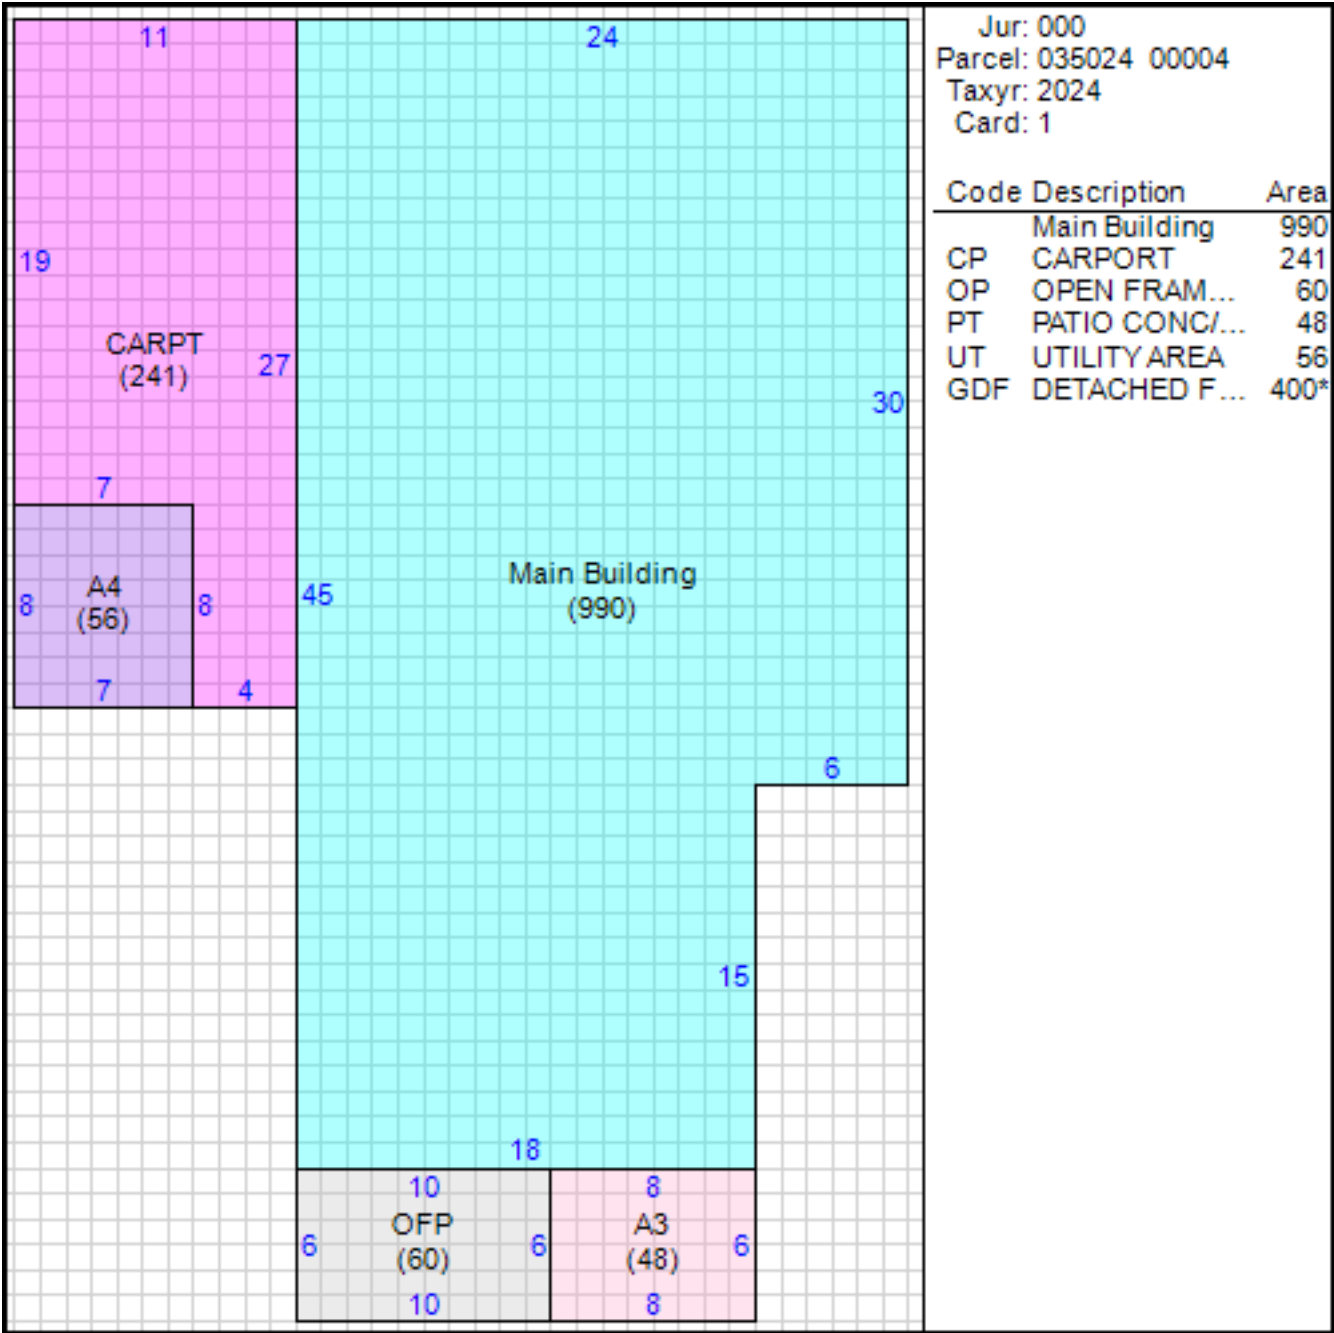 11
24
19
CARPT
(241)
27
30
7
A4
(56)
8
8
7
4
45
Main Building
(990)
6
15
18
10
OFP
(60)
6
6
10
8
A3
(48)
6
8
Jur: 000
Parcel: 035024 00004
Taxyr: 2024
Card: 1
Code Description Area
Main Building 990
CP CARPORT 241
OP OPEN FRAM... 60
PT PATIO CONC/... 48
UT UTILITY AREA 56
GDF DETACHED F... 400*